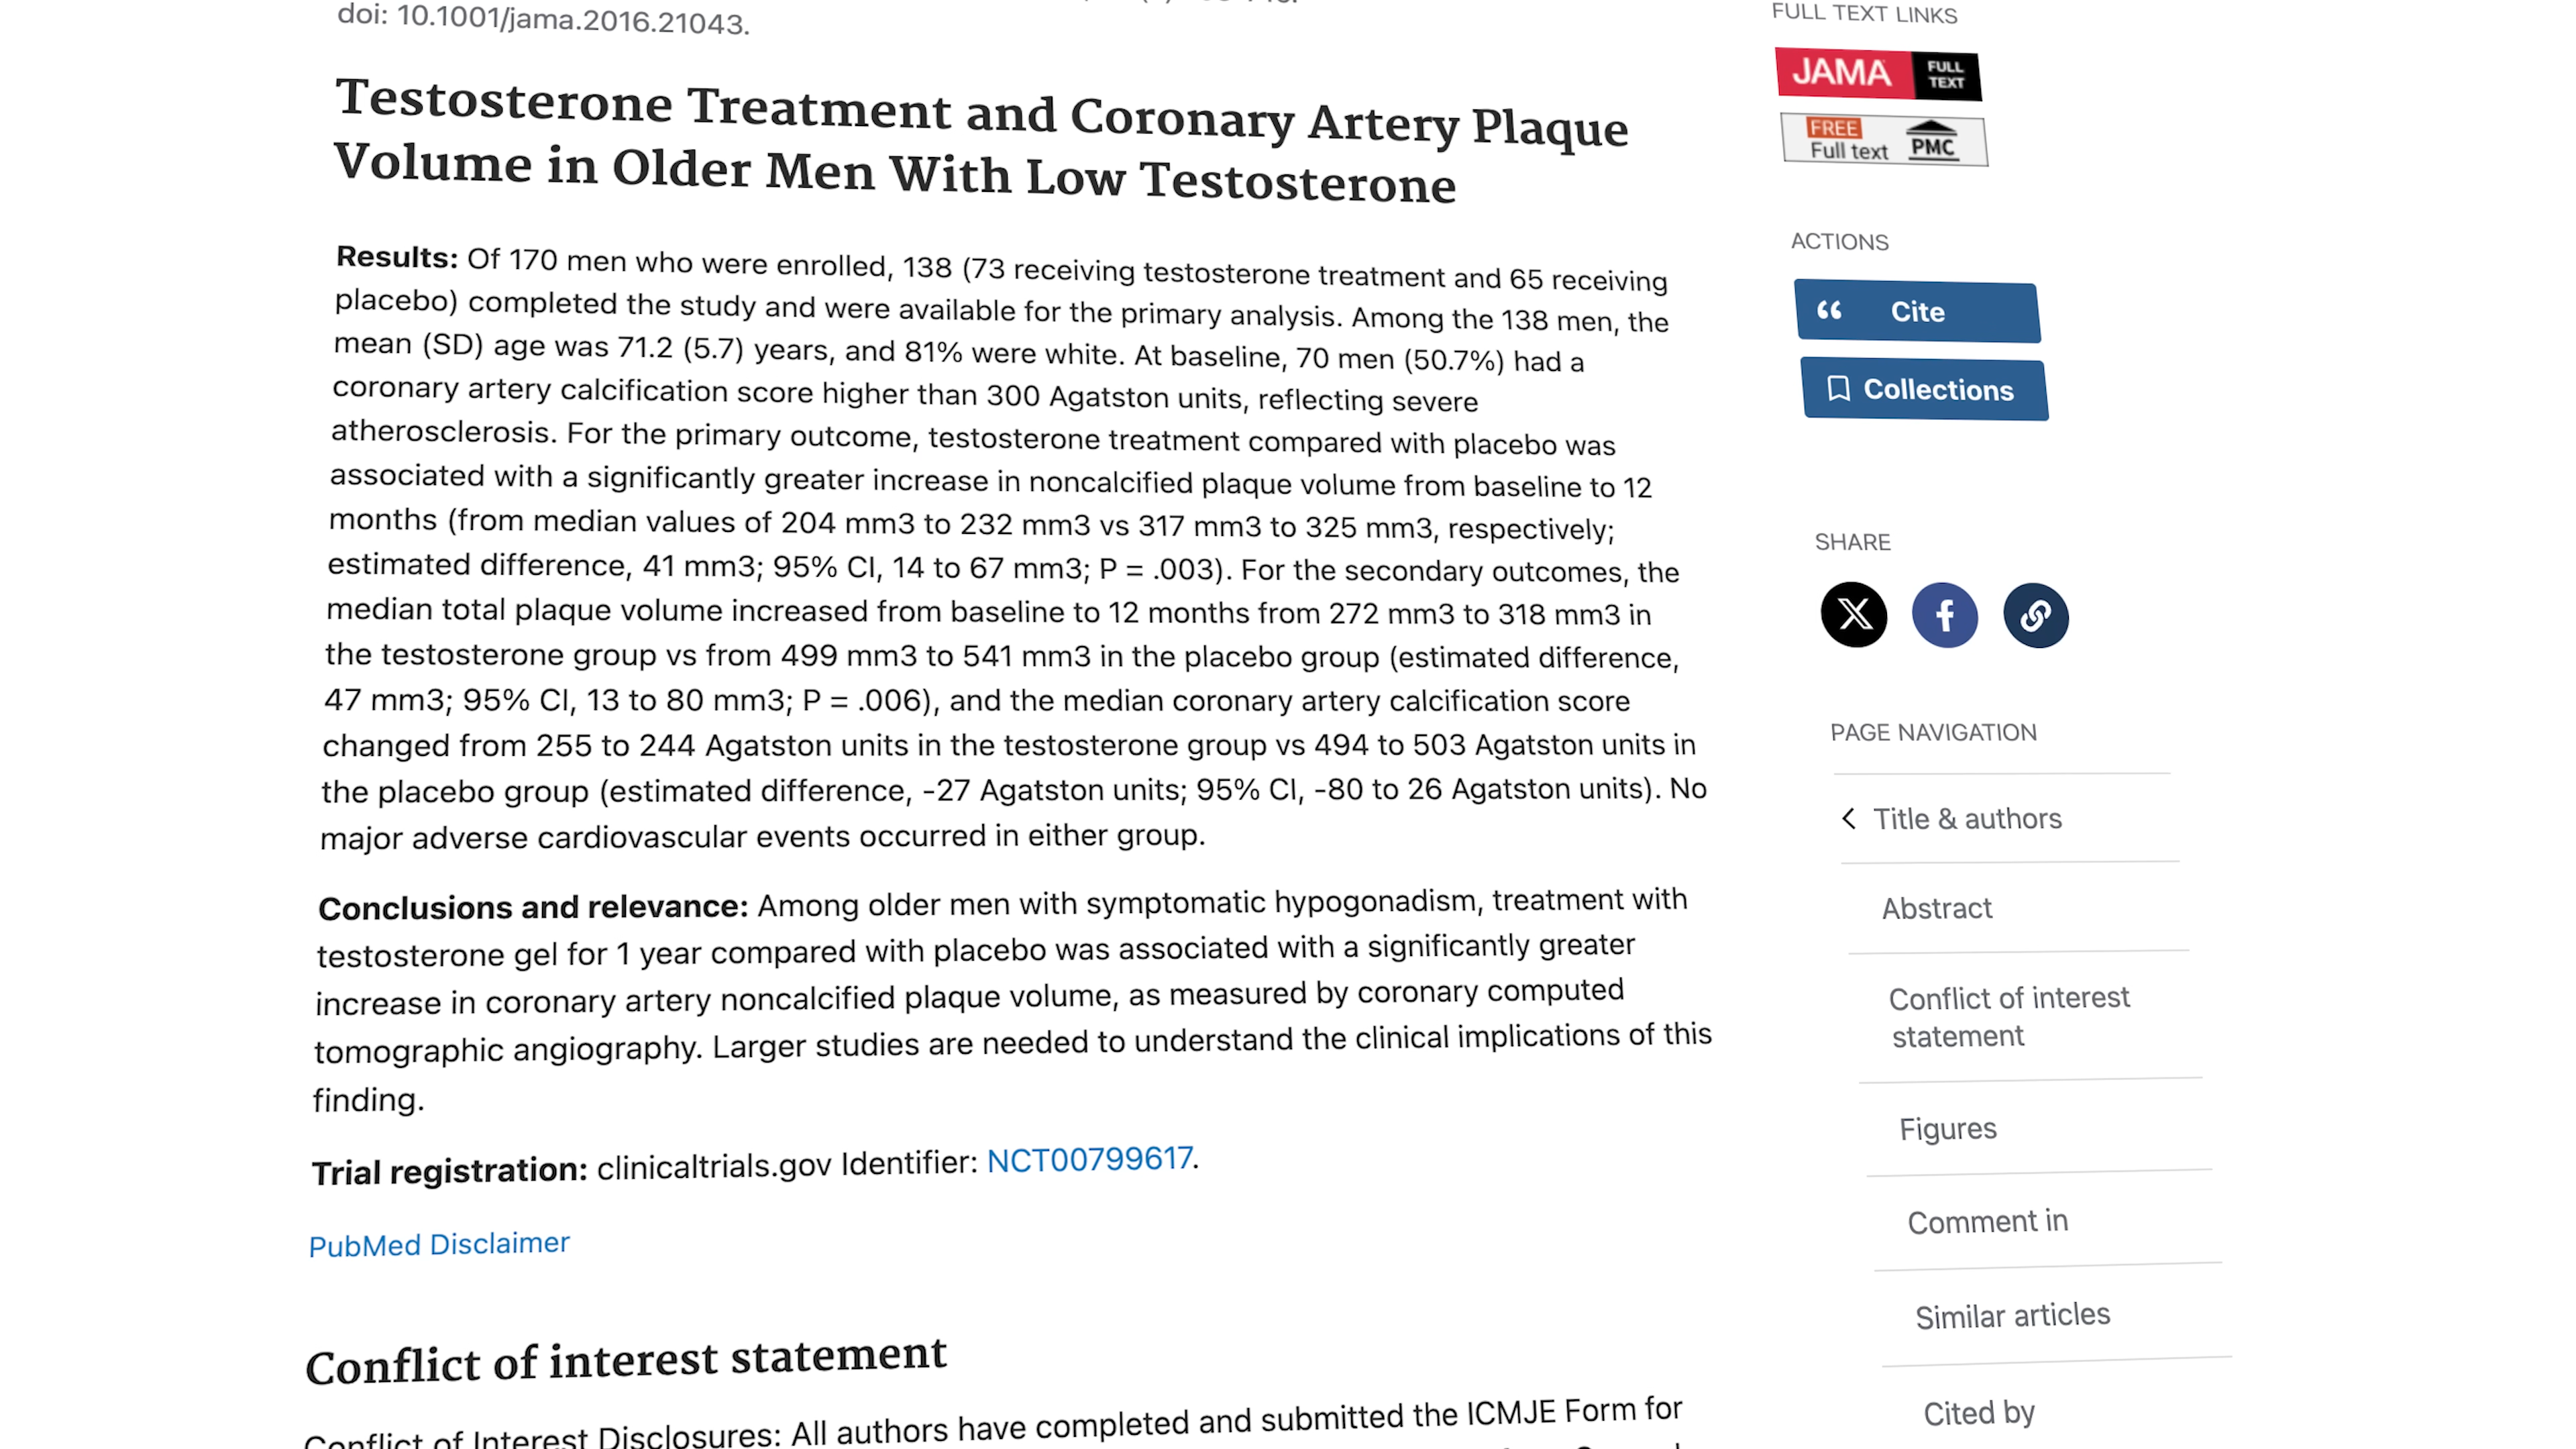 doi: 10.1001/jama.2016.21043.
Testosterone Treatment and Coronary Artery Plaque
Volume in Older Men With Low Testosterone
Results: Of 170 men who were enrolled, 138 (73 receiving testosterone treatment and 65 receiving
placebo) completed the study and were available for the primary analysis. Among the 138 men, the
mean (SD) age was 71.2 (5.7) years, and 81% were white. At baseline, 70 men (50.7%) had a
coronary artery calcification score higher than 300 Agatston units, reflecting severe
atherosclerosis. For the primary outcome, testosterone treatment compared with placebo was
associated with a significantly greater increase in noncalcified plaque volume from baseline to 12
months (from median values of 204 mm3 to 232 mm3 vs 317 mm3 to 325 mm3, respectively;
estimated difference, 41 mm3; 95% CI, 14 to 67 mm3; P = .003). For the secondary outcomes, the
median total plaque volume increased from baseline to 12 months from 272 mm3 to 318 mm3 in
the testosterone group vs from 499 mm3 to 541 mm3 in the placebo group (estimated difference,
47 mm3; 95% CI, 13 to 80 mm3; P = .006), and the median coronary artery calcification score
changed from 255 to 244 Agatston units in the testosterone group vs 494 to 503 Agatston units in
the placebo group (estimated difference, -27 Agatston units; 95% CI, -80 to 26 Agatston units). No
major adverse cardiovascular events occurred in either group.
Conclusions and relevance: Among older men with symptomatic hypogonadism, treatment with
testosterone gel for 1 year compared with placebo was associated with a significantly greater
increase in coronary artery noncalcified plaque volume, as measured by coronary computed
tomographic angiography. Larger studies are needed to understand the clinical implications of this
finding.
Trial registration: clinicaltrials.gov Identifier: NCT00799617.
PubMed Disclaimer
Conflict of interest statement
Conflict of Interest Disclosures: All authors have completed and submitted the ICMJE Form for
FULL TEXT LINKS
JAMA FULL
TEXT
FREE
Full text PMC
ACTIONS
Cite
Collections
SHARE
PAGE NAVIGATION
Title & authors
Abstract
Conflict of interest
statement
Figures
Comment in
Similar articles
Cited by